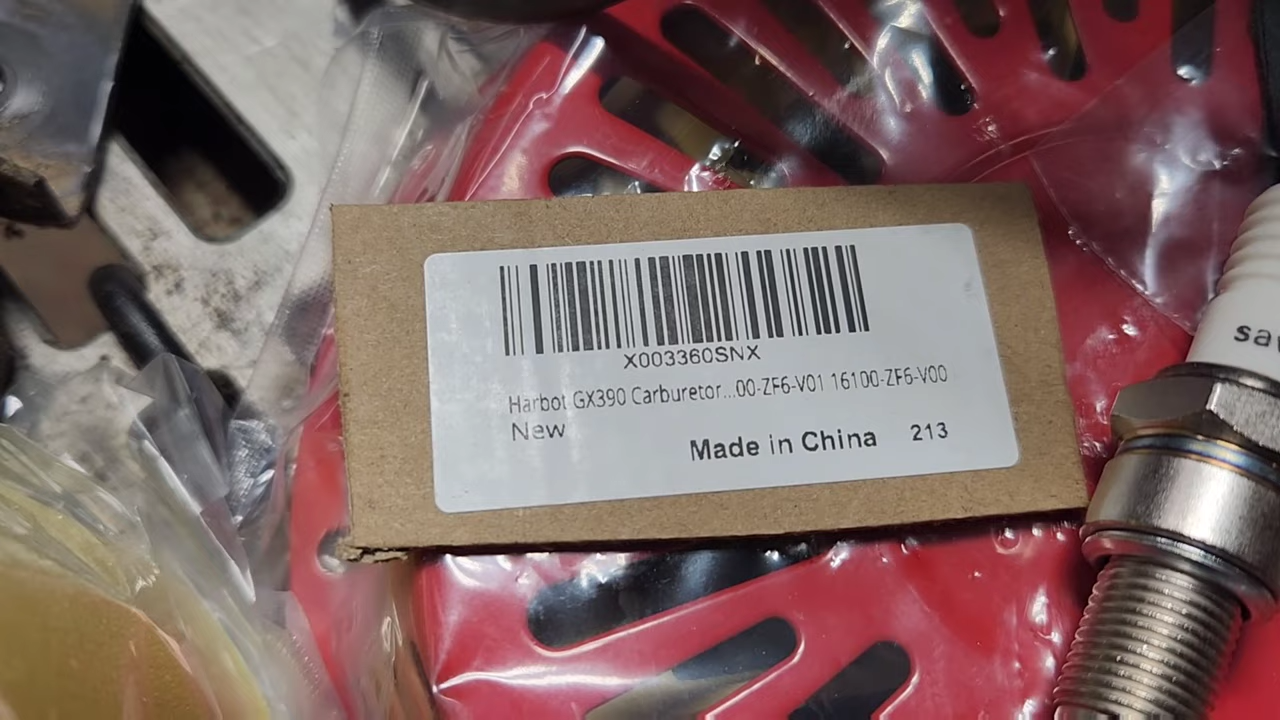 X003360SNX
Harbot GX390 Carburetor...00-ZF6-V01 16100-ZF6-V00
New
Made in China 213